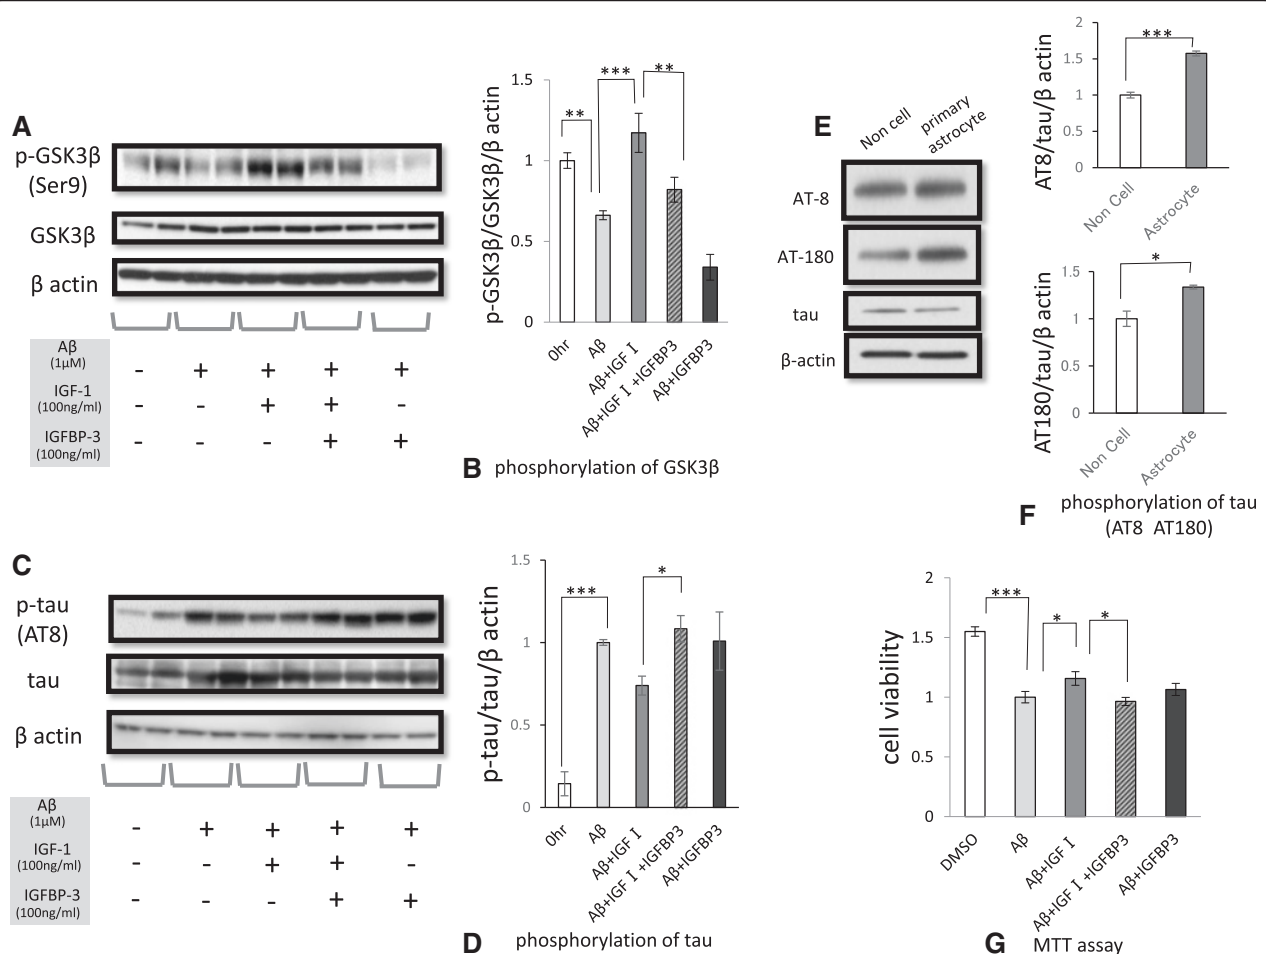 A
p-GSK3β
(Ser9)
GSK3β
β actin
Aβ
(1μM)
- + + + +
IGF-1
(100ng/ml)
- - + + -
IGFBP-3
(100ng/ml)
- - - + +
p-GSK3β/GSK3β/β actin
1.5
1
0.5
0
** *** **
0hr
Aβ
Aβ+IGF I
Aβ+IGF I +IGFBP3
Aβ+IGFBP3
B phosphorylation of GSK3β
C
p-tau
(AT8)
tau
β actin
Aβ
(1μM)
- + + + +
IGF-1
(100ng/ml)
- - + + -
IGFBP-3
(100ng/ml)
- - - + +
p-tau/tau/β actin
1.5
1
0.5
0
*** *
0hr
Aβ
Aβ+IGF I
Aβ+IGF I +IGFBP3
Aβ+IGFBP3
D phosphorylation of tau
E
Non cell
primary
astrocyte
AT-8
AT-180
tau
β-actin
AT8/tau/β actin
2
1.5
1
0.5
0
***
Non Cell
Astrocyte
AT180/tau/β actin
1.5
1
0.5
0
*
Non Cell
Astrocyte
F phosphorylation of tau
(AT8 AT180)
cell viability
2
1.5
1
0.5
0
*** * *
DMSO
Aβ
Aβ+IGF I
Aβ+IGF I +IGFBP3
Aβ+IGFBP3
G MTT assay